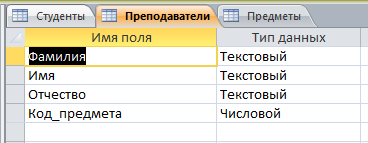 Студенты Преподаватели Предметы
Имя поля Тип данных
Фамилия Текстовый
Имя Текстовый
Отчество Текстовый
Код_предмета Числовой